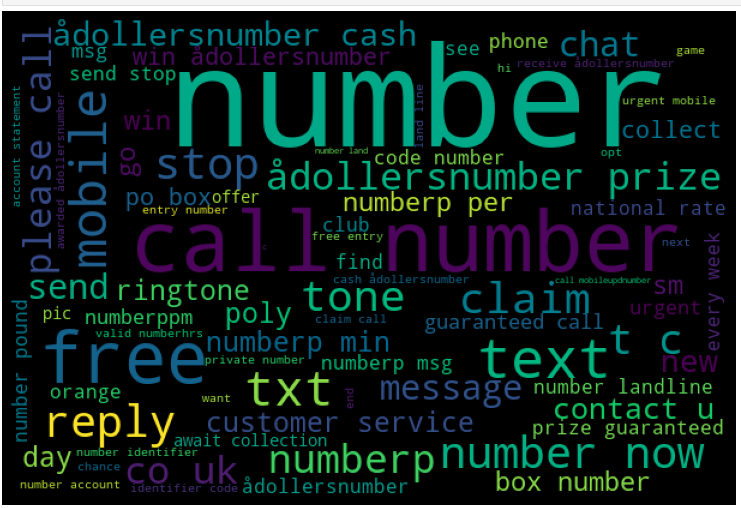 ådollersnumber cash
msg
win ådollersnumber
see
phone
chat
game
send stop
hi
receive ådollersnumber
number
urgent mobile
account statement
please call
awarded ådollersnumber
mobile
win
go
stop
land line
collect
number land
code number
opt
ådollersnumber prize
po box
offer
numberp per
national rate
entry number
call number
club
free entry
next
c
find
cash ådollersnumber
call mobileupdnumber
sm
every week
send
ringtone
tone
claim
urgent
pic
numberppm
poly
claim call
guaranteed call
number pound
valid numberhrs
numberp min
t c
free
private number
numberp msg
text
new
orange
txt
want
end
message
number landline
reply
customer service
contact u
await collection
prize guaranteed
day
number identifier
chance
co uk
numberp
number now
number account
identifier code
ådollersnumber
box number